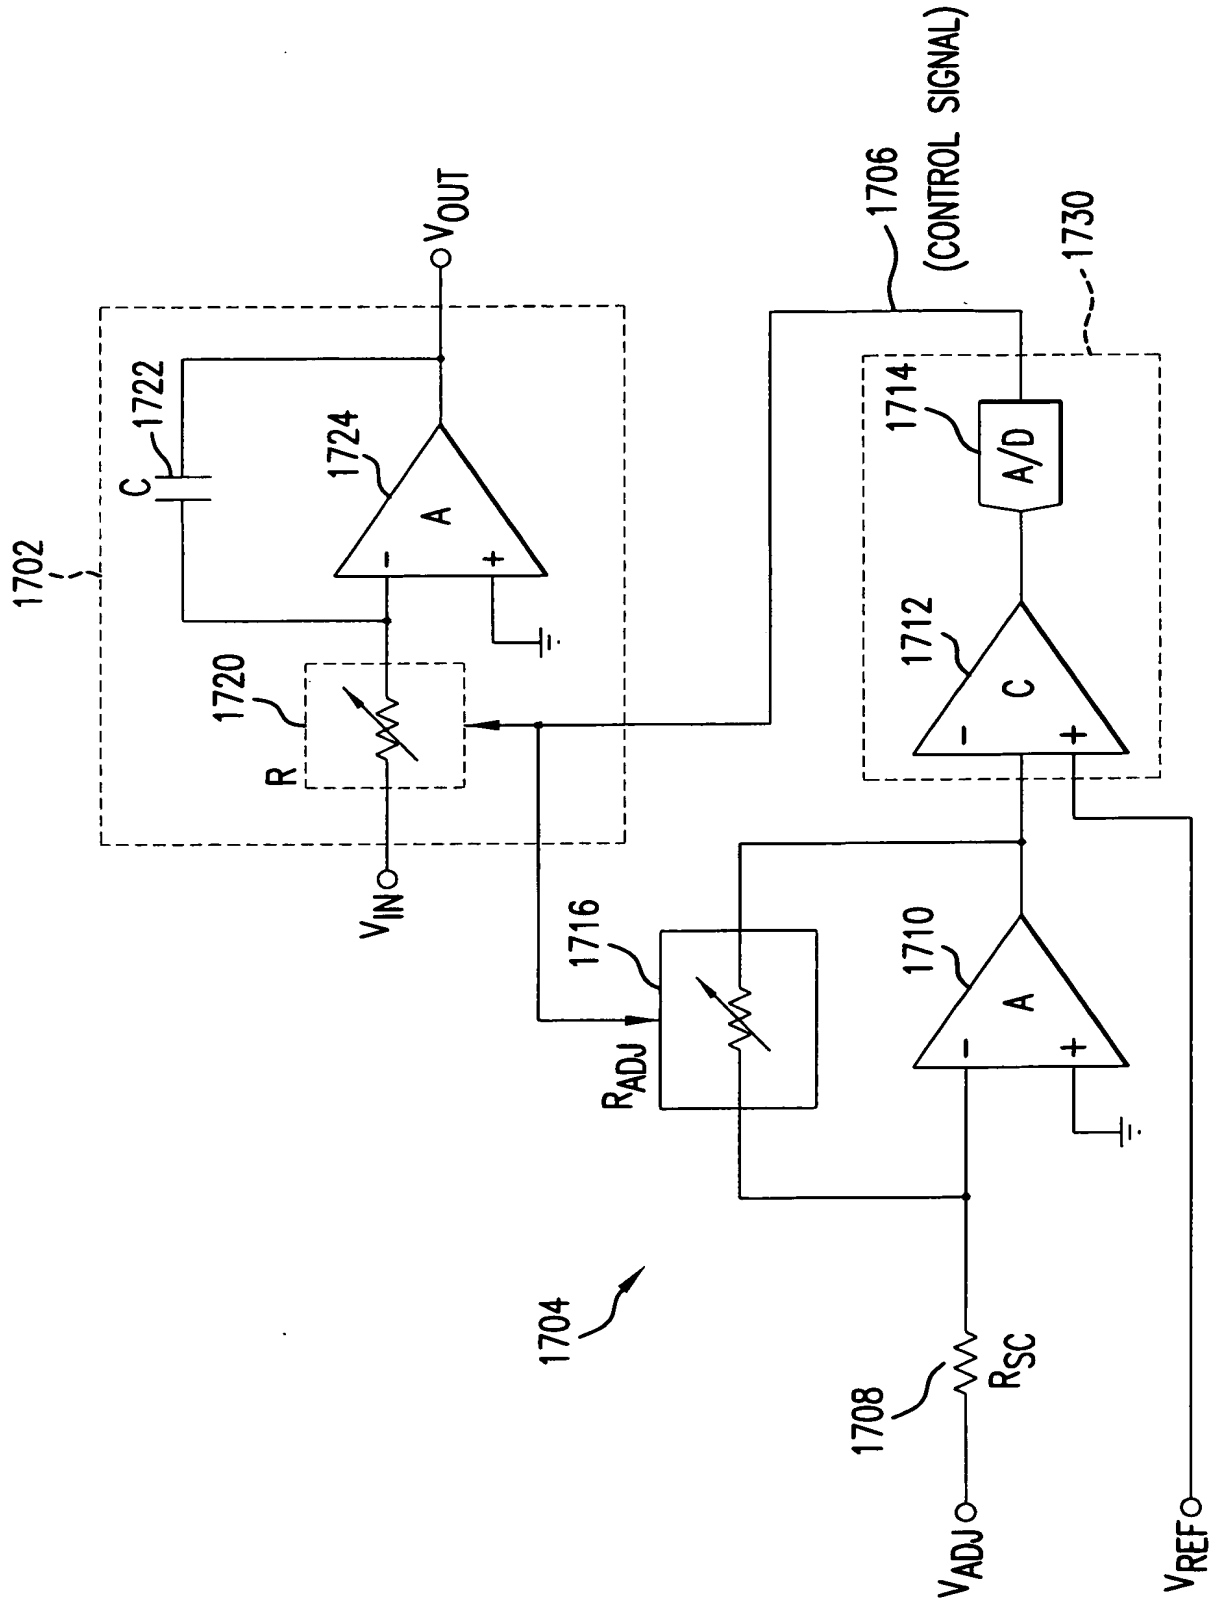 1702
C
1722
1724
A
−
+
1720
R
V_IN
V_OUT
1706
(CONTROL SIGNAL)
1730
1714
A/D
1712
C
−
+
1716
R_ADJ
1710
A
−
+
1704
1708
R_SC
V_ADJ
V_REF